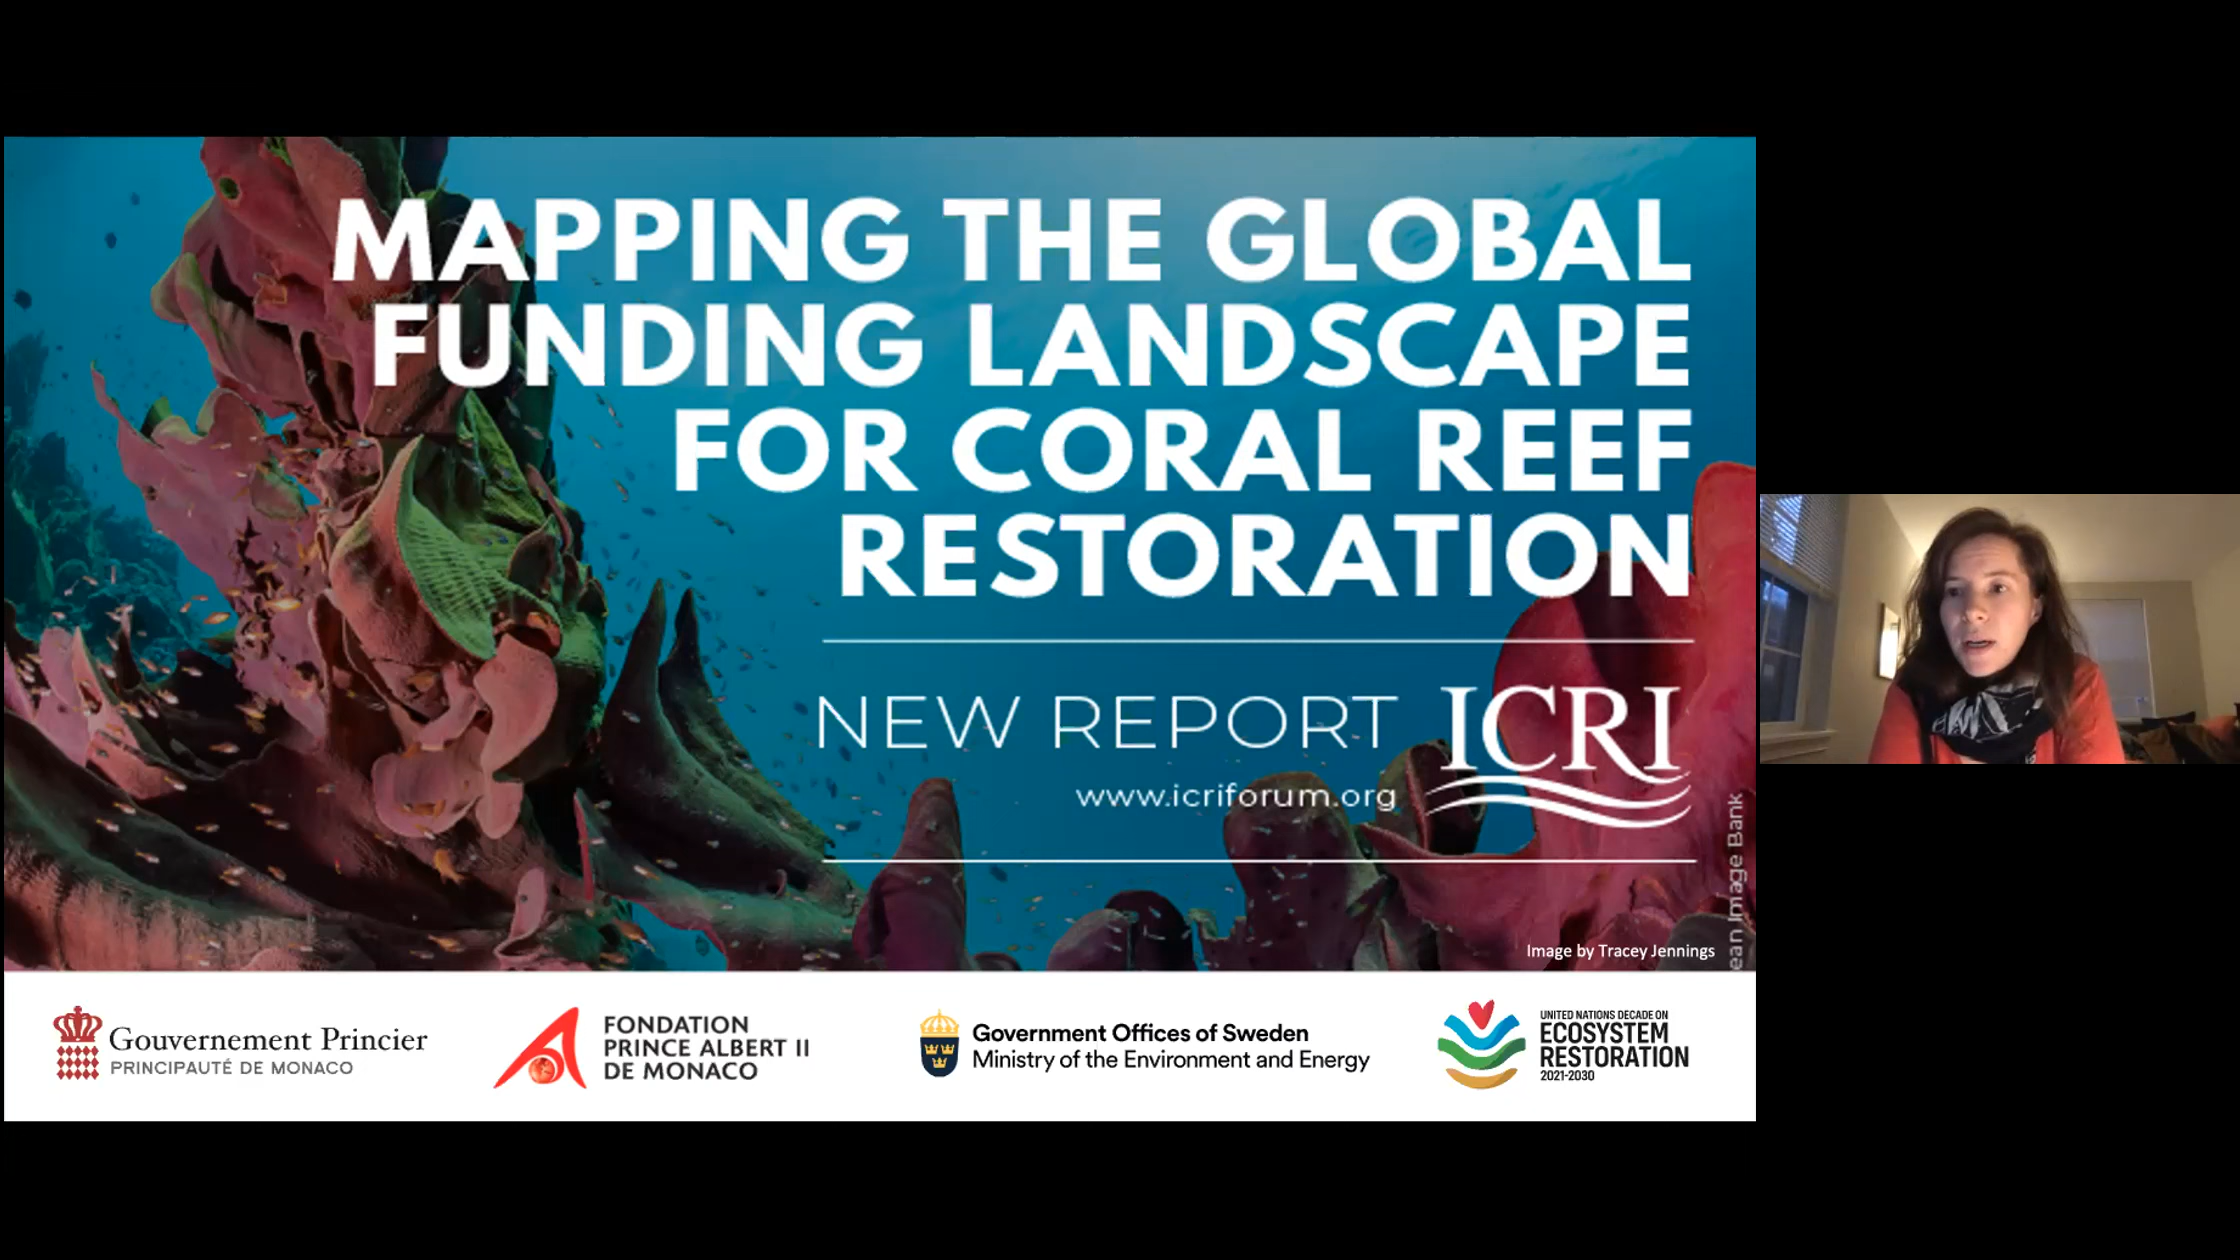 MAPPING THE GLOBAL
FUNDING LANDSCAPE
FOR CORAL REEF
RESTORATION
NEW REPORT
ICRI
www.icriforum.org
Image Bank
Image by Tracey Jennings
Gouvernement Princier
PRINCIPAUTÉ DE MONACO
FONDATION
PRINCE ALBERT II
DE MONACO
Government Offices of Sweden
Ministry of the Environment and Energy
UNITED NATIONS DECADE ON
ECOSYSTEM
RESTORATION
2021-2030